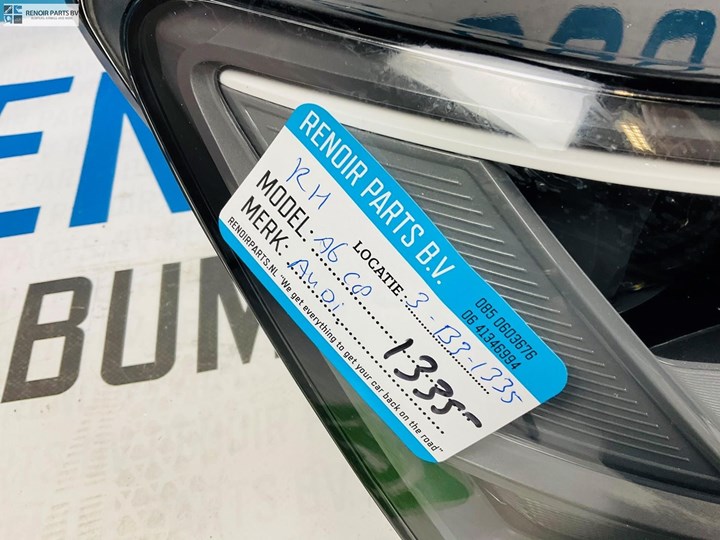 RENOIR PARTS BV.
RENOIR PARTS B.V.
RH
LOCATIE: 3-B3-1335
MODEL: A6 C8
MERK: AUDI
1335-
085 0603676
06 41346994
RENOIRPARTS.NL "We get everything to get your car back on the road"
EN
BUM